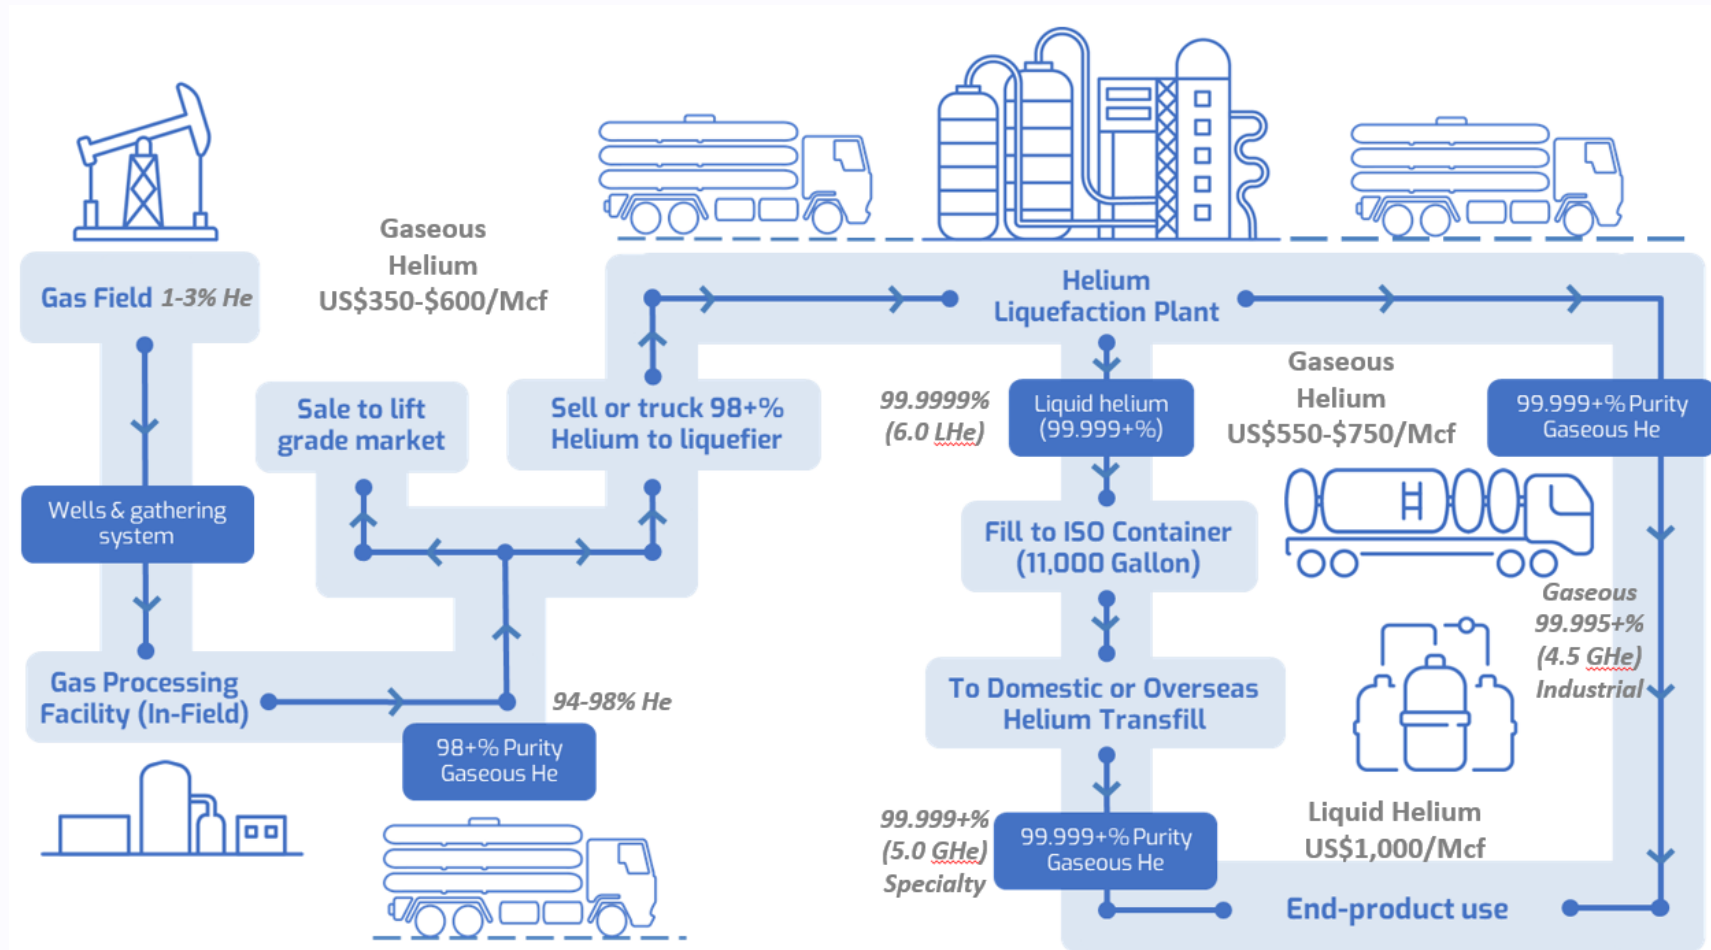 Gas Field 1-3% He
Wells & gathering
system
Gas Processing
Facility (In-Field)
94-98% He
98+% Purity
Gaseous He
Gaseous
Helium
US$350-$600/Mcf
Sale to lift
grade market
Sell or truck 98+%
Helium to liquefier
Helium
Liquefaction Plant
99.9999%
(6.0 LHe)
Liquid helium
(99.999+%)
Fill to ISO Container
(11,000 Gallon)
To Domestic or Overseas
Helium Transfill
99.999+%
(5.0 GHe)
Specialty
99.999+% Purity
Gaseous He
Gaseous
Helium
US$550-$750/Mcf
99.999+% Purity
Gaseous He
H
Gaseous
99.995+%
(4.5 GHe)
Industrial
Liquid Helium
US$1,000/Mcf
End-product use